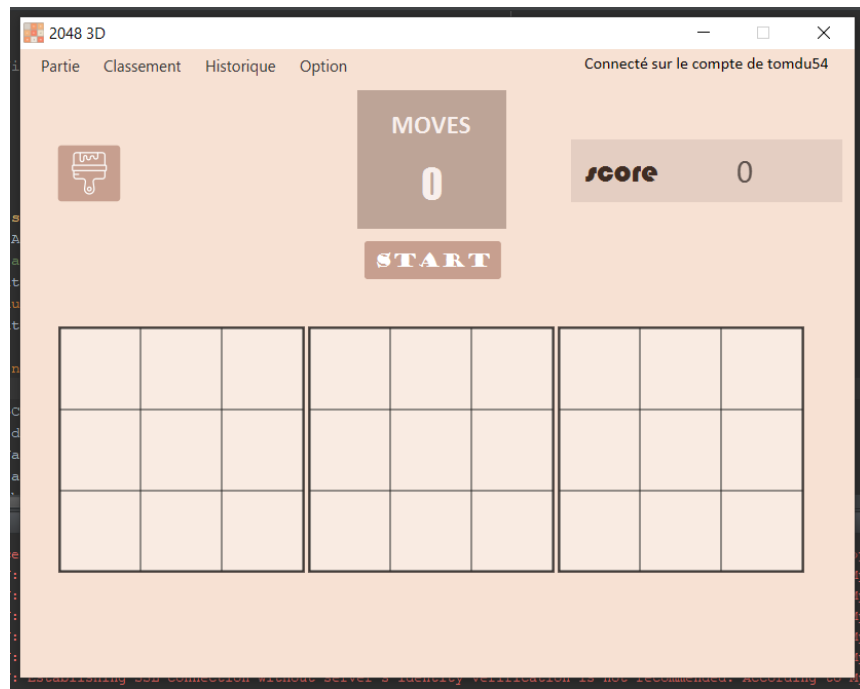 2048 3D
Partie Classement Historique Option
Connecté sur le compte de tomdu54
MOVES
0
score 0
START
Establishing SSL connection without server's identity verification is not recommended. According to